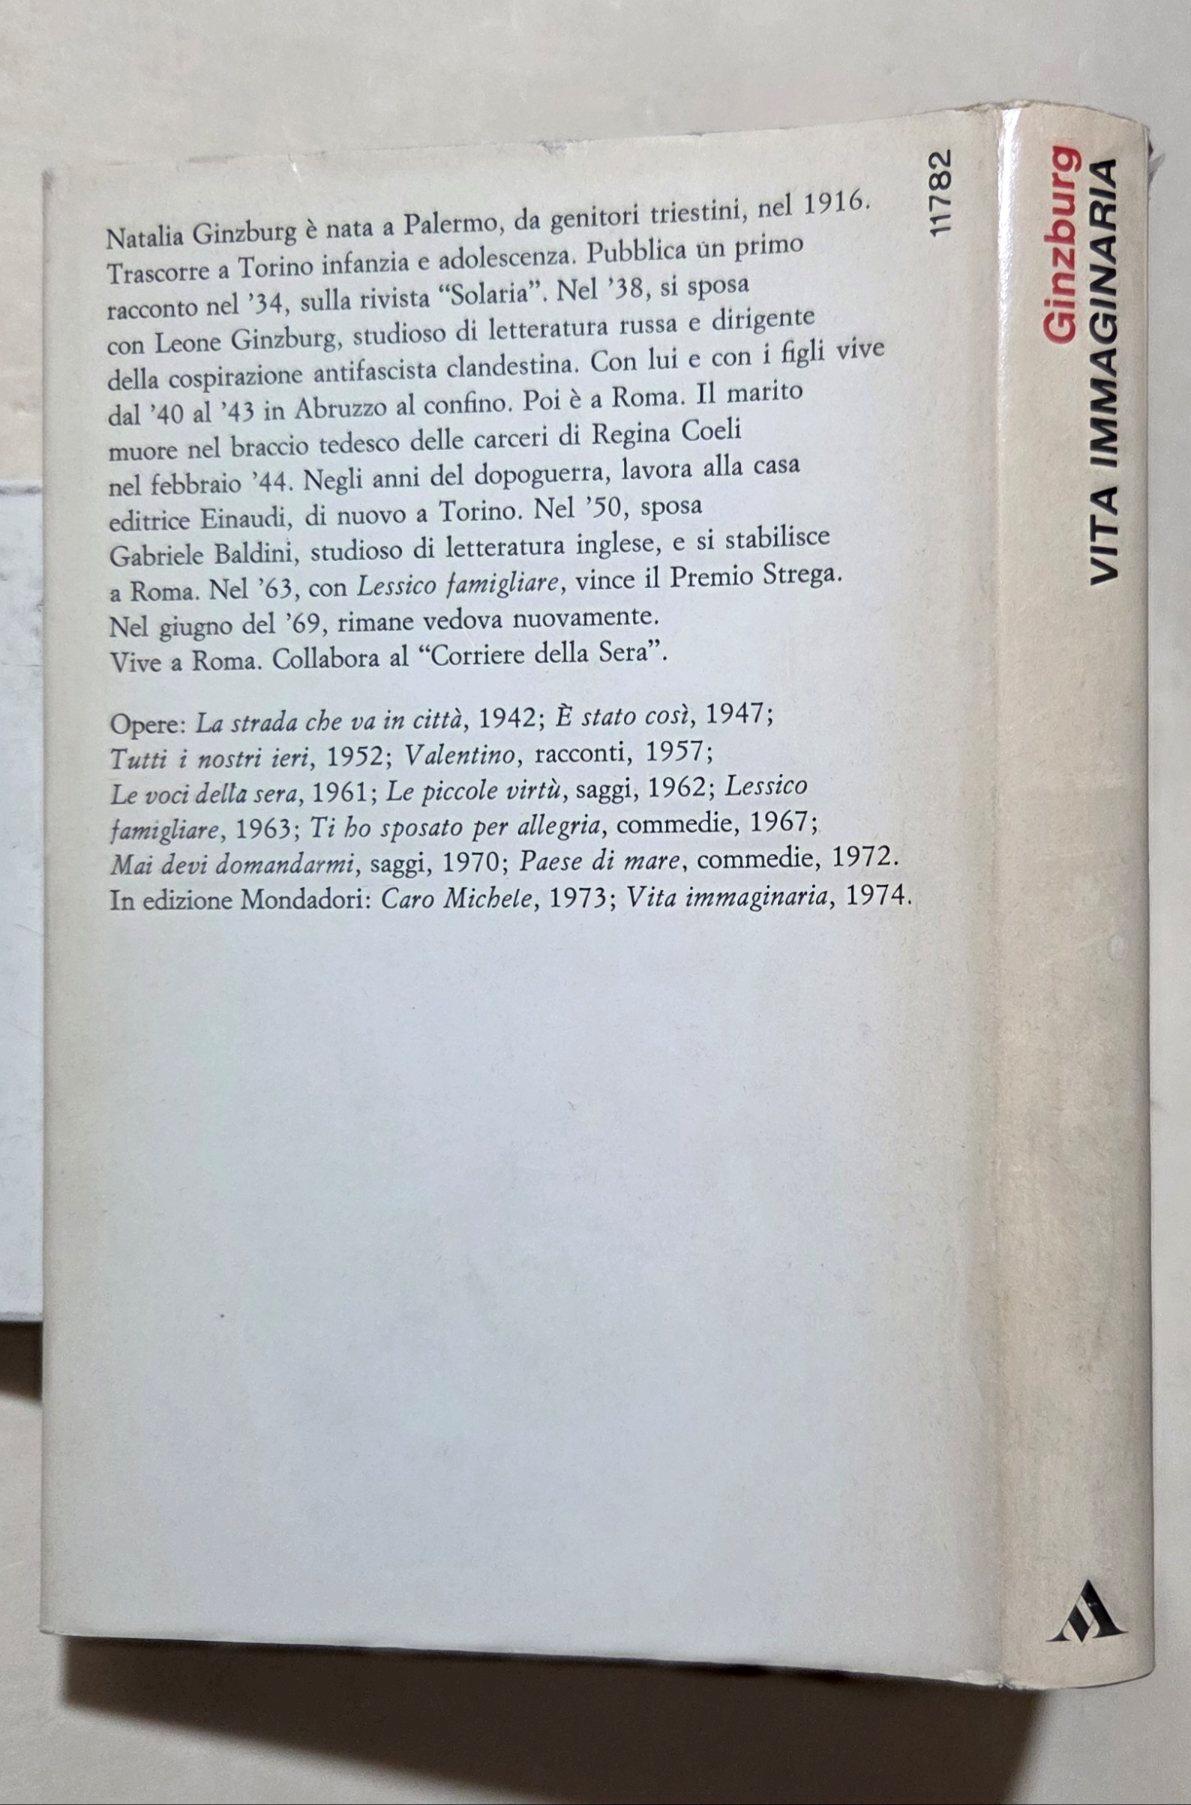 Natalia Ginzburg è nata a Palermo, da genitori triestini, nel 1916.
Trascorre a Torino infanzia e adolescenza. Pubblica un primo
racconto nel ’34, sulla rivista “Solaria”. Nel ’38, si sposa
con Leone Ginzburg, studioso di letteratura russa e dirigente
della cospirazione antifascista clandestina. Con lui e con i figli vive
dal ’40 al ’43 in Abruzzo al confino. Poi è a Roma. Il marito
muore nel braccio tedesco delle carceri di Regina Coeli
nel febbraio ’44. Negli anni del dopoguerra, lavora alla casa
editrice Einaudi, di nuovo a Torino. Nel ’50, sposa
Gabriele Baldini, studioso di letteratura inglese, e si stabilisce
a Roma. Nel ’63, con Lessico famigliare, vince il Premio Strega.
Nel giugno del ’69, rimane vedova nuovamente.
Vive a Roma. Collabora al “Corriere della Sera”.
Opere: La strada che va in città, 1942; È stato così, 1947;
Tutti i nostri ieri, 1952; Valentino, racconti, 1957;
Le voci della sera, 1961; Le piccole virtù, saggi, 1962; Lessico
famigliare, 1963; Ti ho sposato per allegria, commedie, 1967;
Mai devi domandarmi, saggi, 1970; Paese di mare, commedie, 1972.
In edizione Mondadori: Caro Michele, 1973; Vita immaginaria, 1974.
11782
Ginzburg
VITA IMMAGINARIA